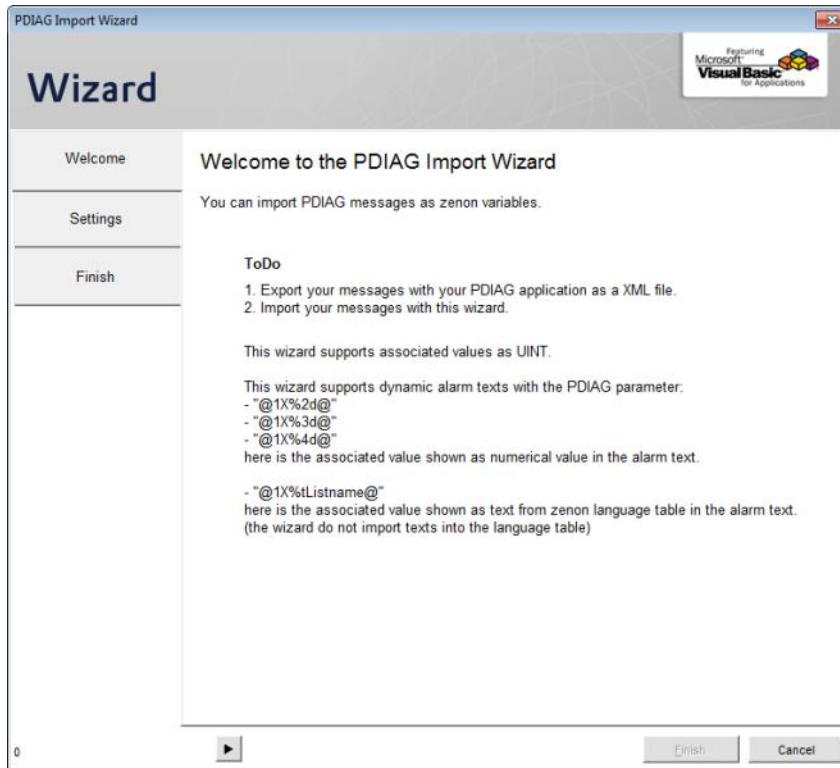 PDIAG Import Wizard
Wizard
Featuring
Microsoft®
Visual Basic
for Applications
Welcome
Settings
Finish
Welcome to the PDIAG Import Wizard
You can import PDIAG messages as zenon variables.
ToDo
1. Export your messages with your PDIAG application as a XML file.
2. Import your messages with this wizard.
This wizard supports associated values as UINT.
This wizard supports dynamic alarm texts with the PDIAG parameter:
- "@1X%2d@"
- "@1X%3d@"
- "@1X%4d@"
here is the associated value shown as numerical value in the alarm text.
- "@1X%tListname@"
here is the associated value shown as text from zenon language table in the alarm text.
(the wizard do not import texts into the language table)
0
Finish
Cancel